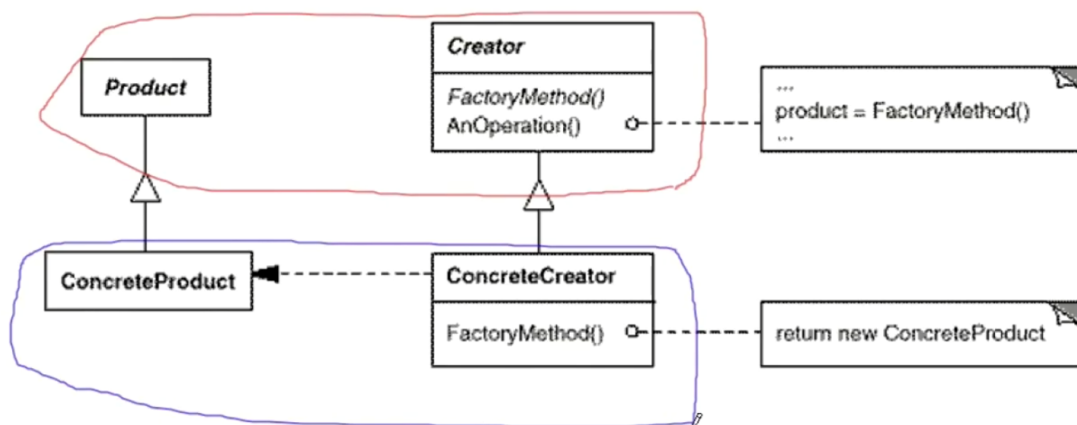 Product
Creator
FactoryMethod()
AnOperation()
...
product = FactoryMethod()
...
ConcreteProduct
ConcreteCreator
FactoryMethod()
return new ConcreteProduct